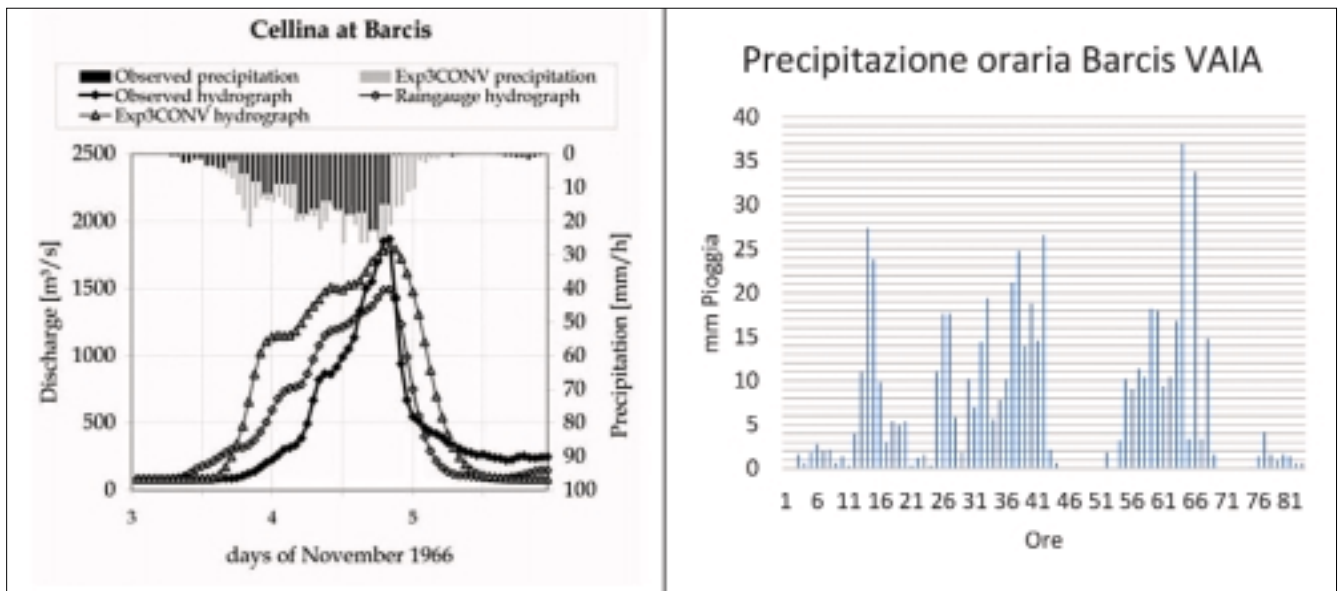 Cellina at Barcis
Observed precipitation
Exp3CONV precipitation
Observed hydrograph
Raingauge hydrograph
Exp3CONV hydrograph
2500
2000
1500
1000
500
0
Discharge [m³/s]
0
10
20
30
40
50
60
70
80
90
100
Precipitation [mm/h]
3 4 5
days of November 1966
Precipitazione oraria Barcis VAIA
40
35
30
25
20
15
10
5
0
mm Pioggia
1 6 11 16 21 26 31 36 41 46 51 56 61 66 71 76 81
Ore